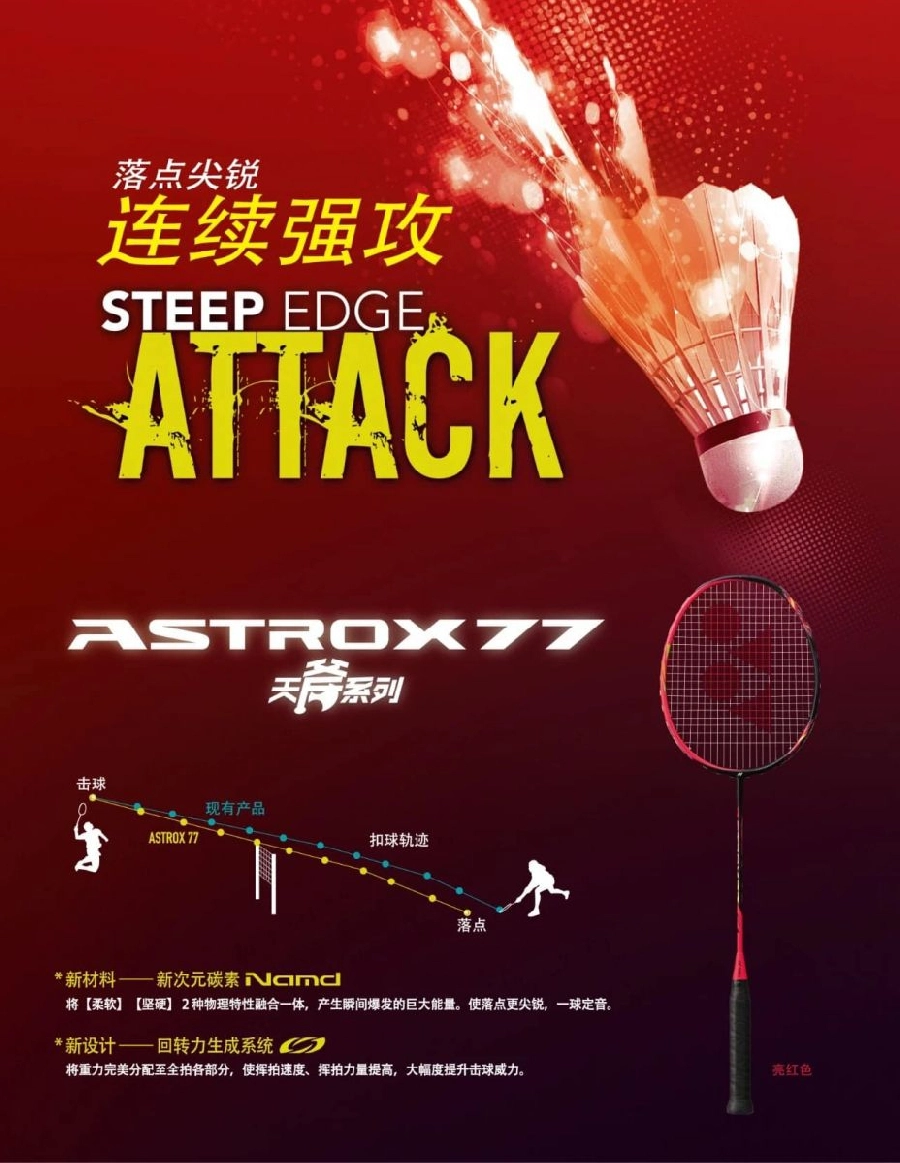 落点尖锐
连续强攻
STEEP EDGE
ATTACK
ASTROX77
天斧系列
击球
现有产品
ASTROX 77
扣球轨迹
落点
*新材料——新次元碳素 Namd
将【柔软】【坚硬】2种物理特性融合一体，产生瞬间爆发的巨大能量。使落点更尖锐，一球定音。
*新设计——回转力生成系统
将重力完美分配至全拍各部分，使挥拍速度、挥拍力量提高，大幅度提升击球威力。
亮红色